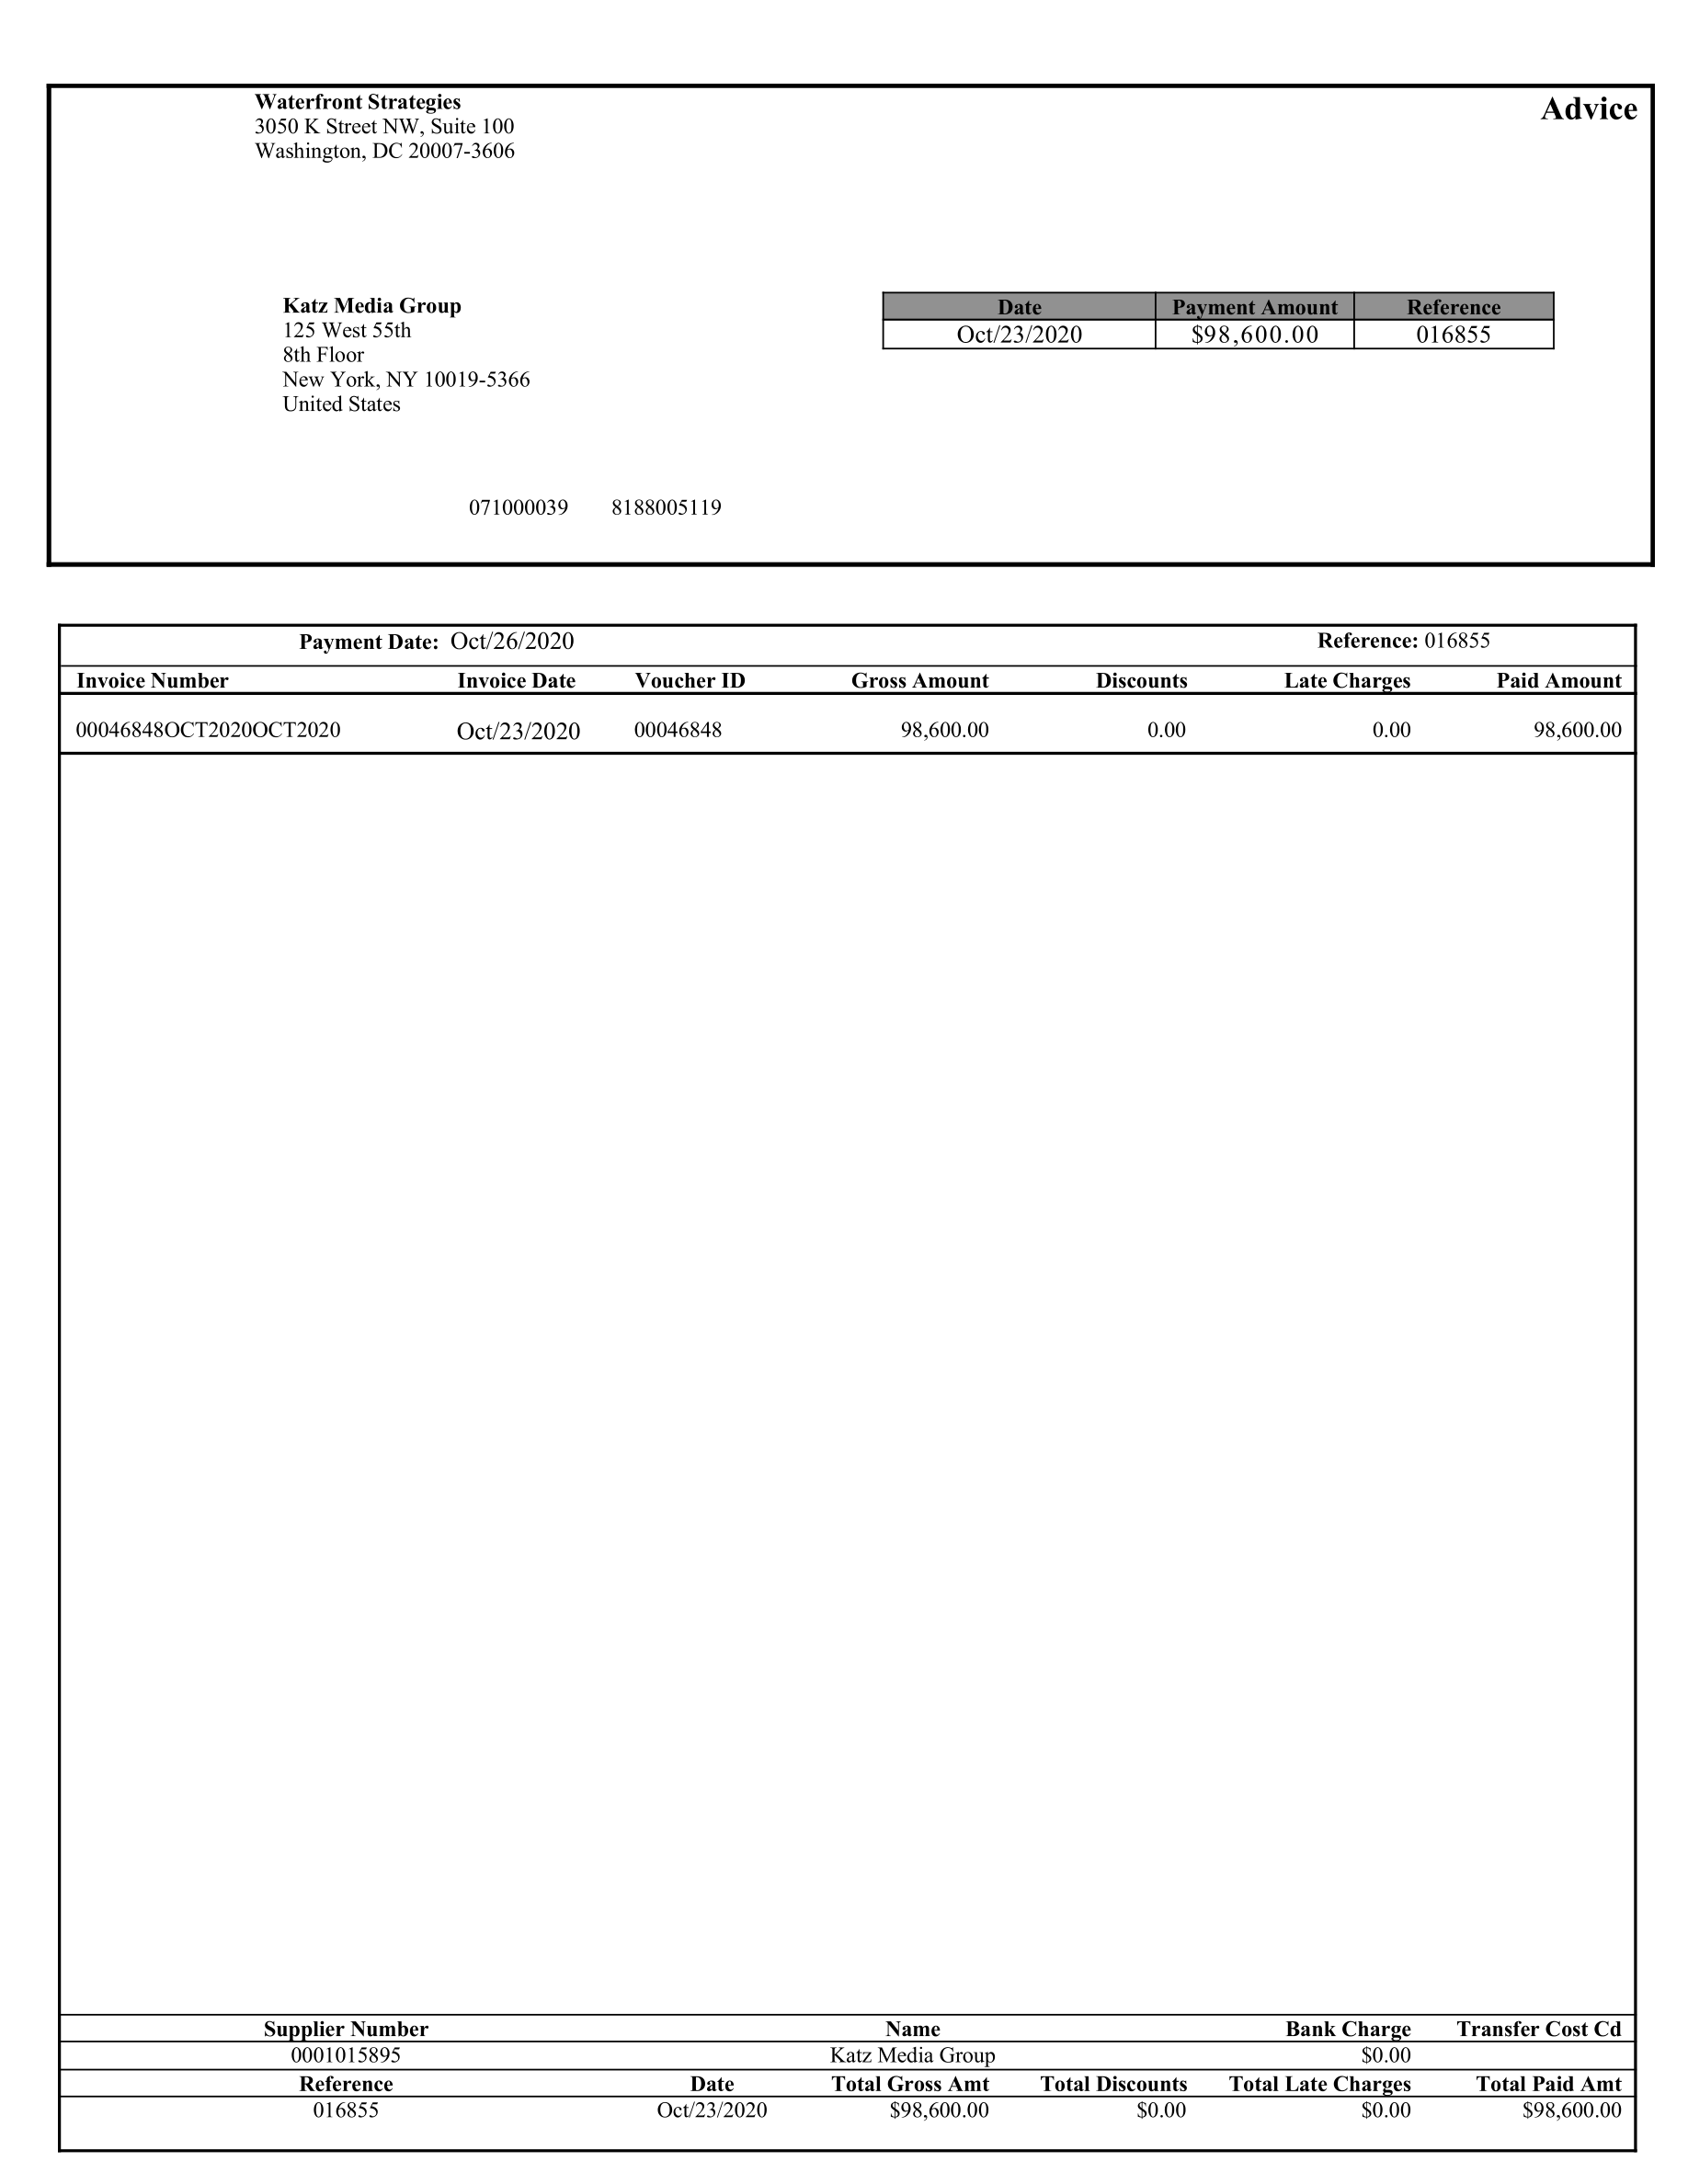 Waterfront Strategies
3050 K Street NW, Suite 100
Washington, DC 20007-3606
Advice
Katz Media Group
125 West 55th
8th Floor
New York, NY 10019-5366
United States
Date Payment Amount Reference
Oct/23/2020 $98,600.00 016855
071000039 8188005119
Payment Date: Oct/26/2020 Reference: 016855
Invoice Number Invoice Date Voucher ID Gross Amount Discounts Late Charges Paid Amount
00046848OCT2020OCT2020 Oct/23/2020 00046848 98,600.00 0.00 0.00 98,600.00
Supplier Number Name Bank Charge Transfer Cost Cd
0001015895 Katz Media Group $0.00
Reference Date Total Gross Amt Total Discounts Total Late Charges Total Paid Amt
016855 Oct/23/2020 $98,600.00 $0.00 $0.00 $98,600.00